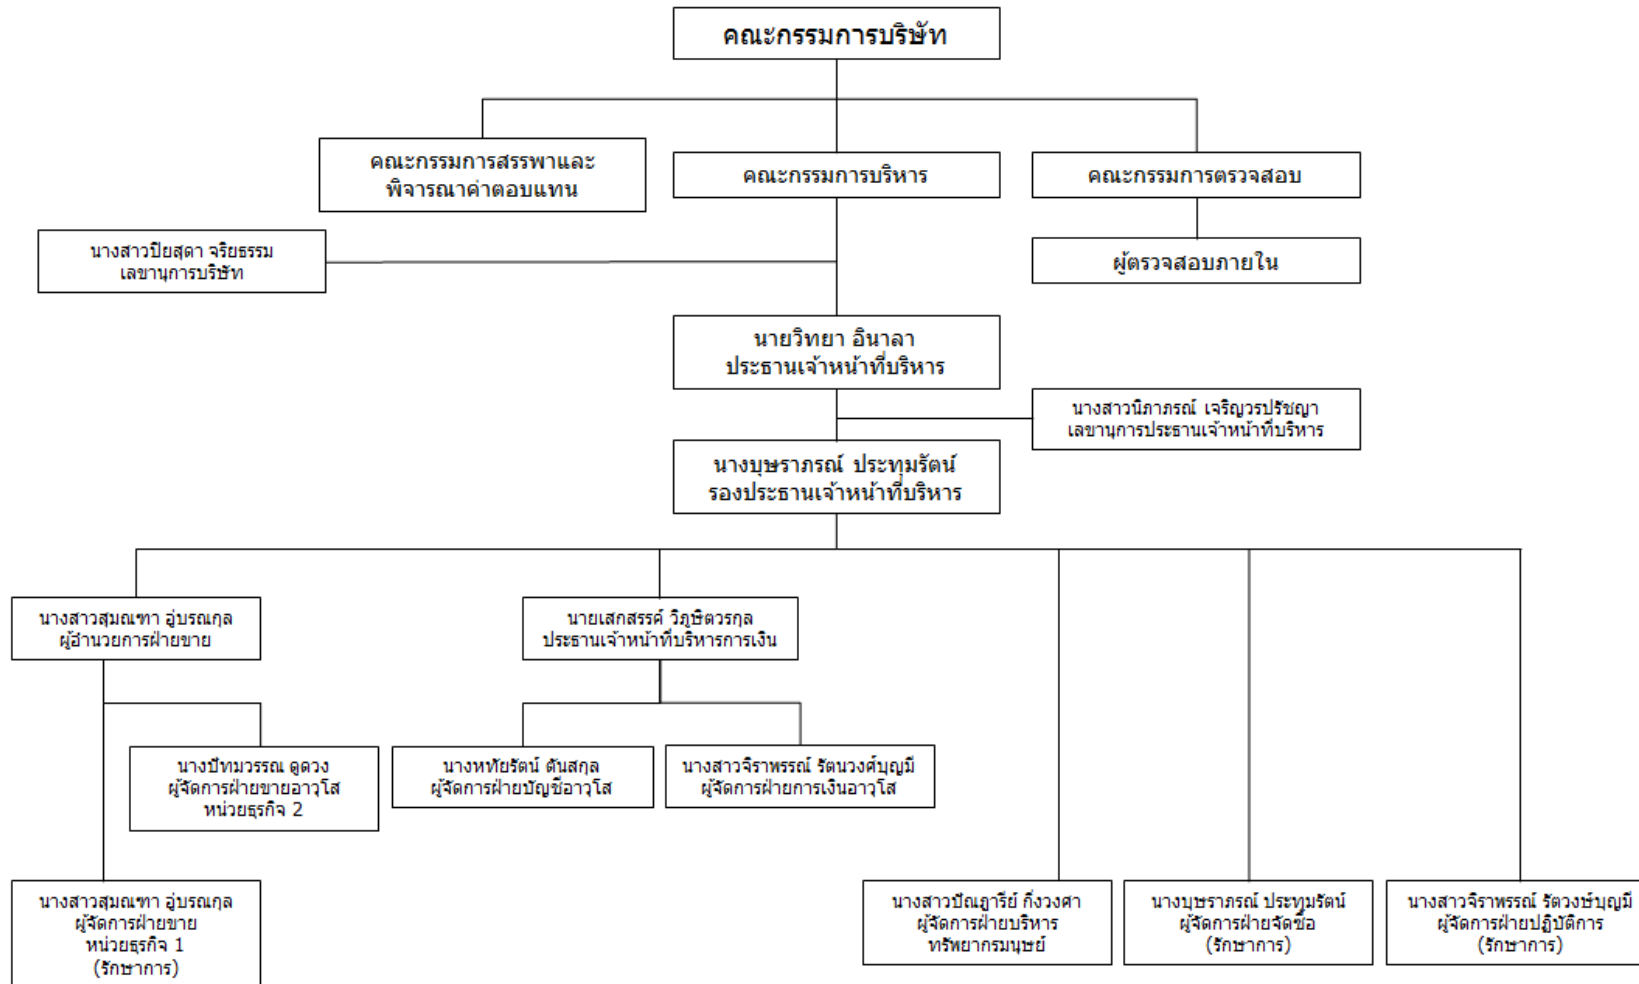 คณะกรรมการบริษัท
คณะกรรมการสรรหาและ
พิจารณาค่าตอบแทน
คณะกรรมการบริหาร
คณะกรรมการตรวจสอบ
นางสาวปิยสุดา จริยธรรม
เลขานุการบริษัท
ผู้ตรวจสอบภายใน
นายวิทยา อินาลา
ประธานเจ้าหน้าที่บริหาร
นางสาวนิภาภรณ์ เจริญวรปรัชญา
เลขานุการประธานเจ้าหน้าที่บริหาร
นางบุษราภรณ์ ประทุมรัตน์
รองประธานเจ้าหน้าที่บริหาร
นางสาวสุมณฑา อู่บรณกุล
ผู้อำนวยการฝ่ายขาย
นายเสกสรรค์ วิภูษิตวรกุล
ประธานเจ้าหน้าที่บริหารการเงิน
นางปัทมวรรณ ดูดวง
ผู้จัดการฝ่ายขายอาวุโส
หน่วยธุรกิจ 2
นางหทัยรัตน์ ตันสกุล
ผู้จัดการฝ่ายบัญชีอาวุโส
นางสาวจิราพรรณ์ รัตนวงศ์บุญมี
ผู้จัดการฝ่ายการเงินอาวุโส
นางสาวสุมณฑา อู่บรณกุล
ผู้จัดการฝ่ายขาย
หน่วยธุรกิจ 1
(รักษาการ)
นางสาวปัณฎารีย์ กิ่งวงศา
ผู้จัดการฝ่ายบริหาร
ทรัพยากรมนุษย์
นางบุษราภรณ์ ประทุมรัตน์
ผู้จัดการฝ่ายจัดซื้อ
(รักษาการ)
นางสาวจิราพรรณ์ รัตวงษ์บุญมี
ผู้จัดการฝ่ายปฏิบัติการ
(รักษาการ)